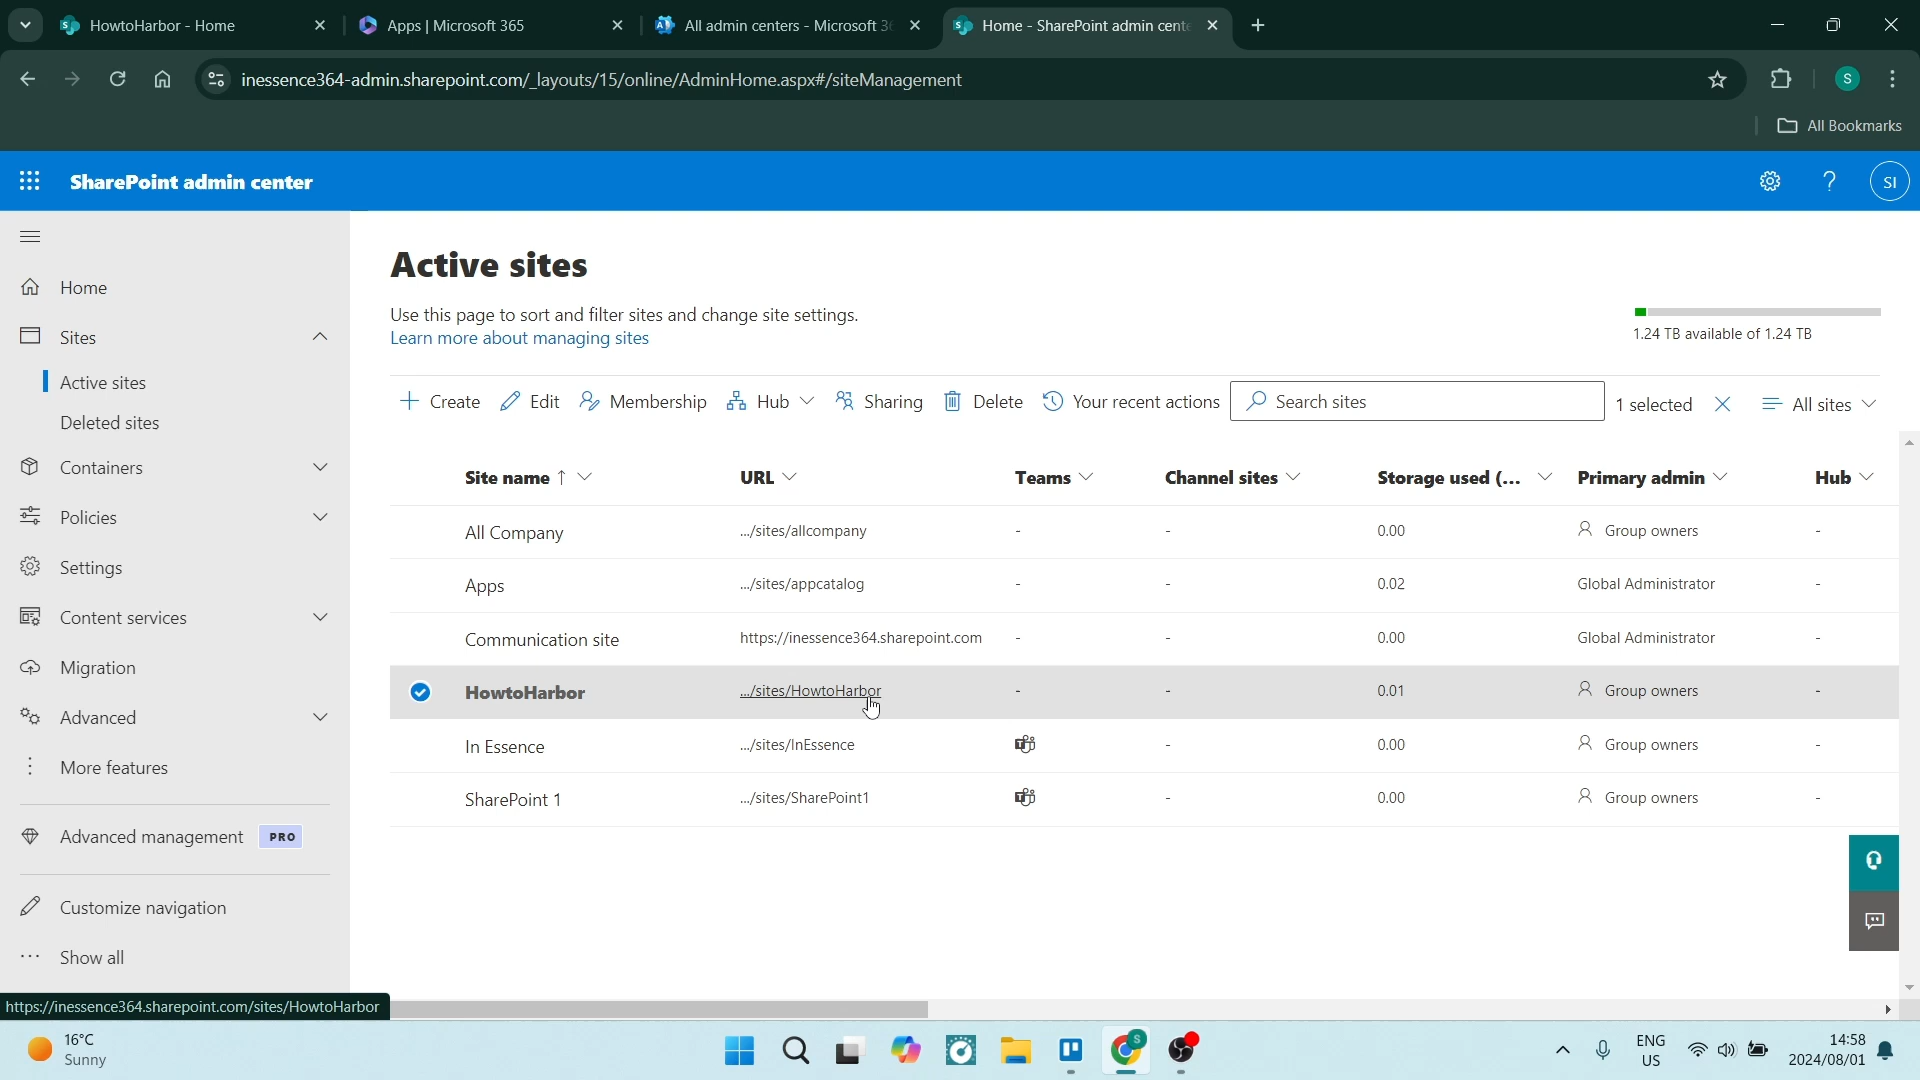 HowtoHarbor - Home
Apps | Microsoft 365
All admin centers - Microsoft 3
Home - SharePoint admin cent
inessence364-admin.sharepoint.com/_layouts/15/online/AdminHome.aspx#/siteManagement
S
All Bookmarks
SharePoint admin center
SI
Home
Sites
Active sites
Deleted sites
Containers
Policies
Settings
Content services
Migration
Advanced
More features
Advanced management PRO
Customize navigation
Show all
Active sites
Use this page to sort and filter sites and change site settings.
Learn more about managing sites
1.24 TB available of 1.24 TB
Create Edit Membership Hub Sharing Delete Your recent actions Search sites 1 selected All sites
Site name ↑ URL Teams Channel sites Storage used (... Primary admin Hub
All Company .../sites/allcompany - - 0.00 Group owners -
Apps .../sites/appcatalog - - 0.02 Global Administrator -
Communication site https://inessence364.sharepoint.com - - 0.00 Global Administrator -
HowtoHarbor .../sites/HowtoHarbor - - 0.01 Group owners -
In Essence .../sites/InEssence - 0.00 Group owners -
SharePoint 1 .../sites/SharePoint1 - 0.00 Group owners -
https://inessence364.sharepoint.com/sites/HowtoHarbor
16°C
Sunny
ENG
US
14:58
2024/08/01